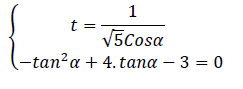 t = 1/(√5Cosα)
−tan²α + 4.tanα − 3 = 0